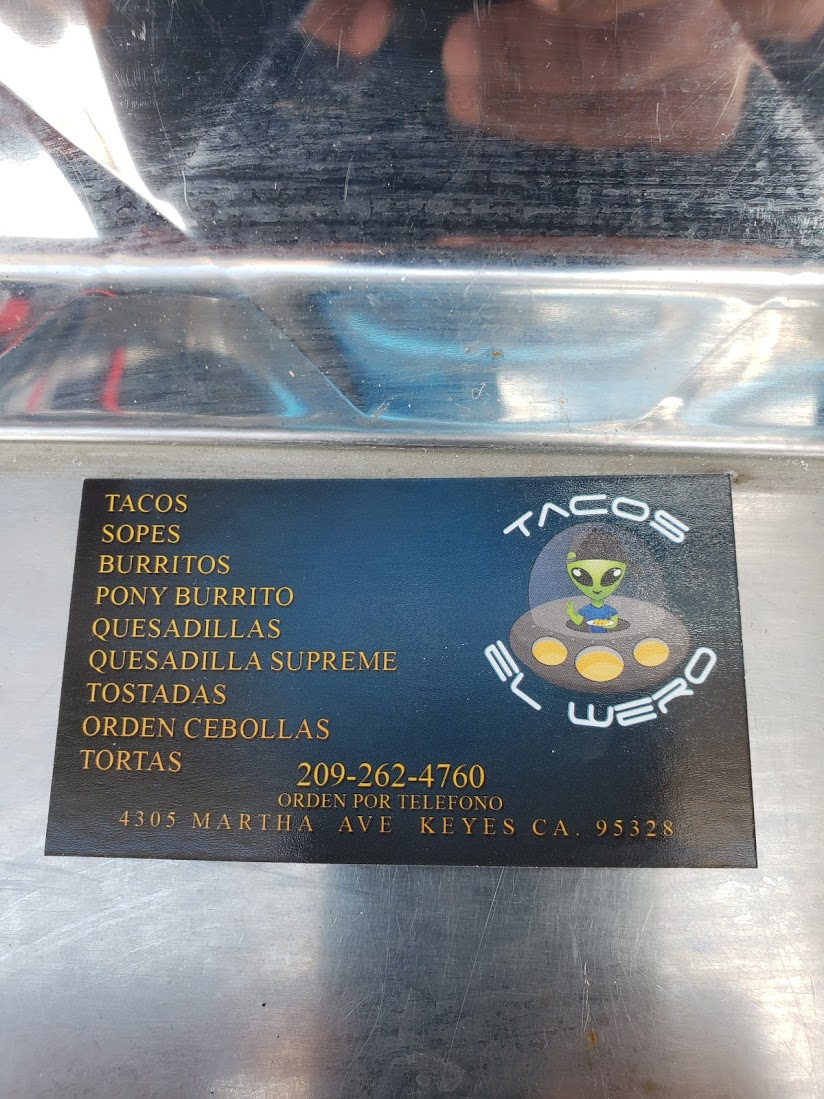 TACOS
SOPES
BURRITOS
PONY BURRITO
QUESADILLAS
QUESADILLA SUPREME
TOSTADAS
ORDEN CEBOLLAS
TORTAS
TACOS
EL WERO
209-262-4760
ORDEN POR TELEFONO
4305 MARTHA AVE KEYES CA. 95328